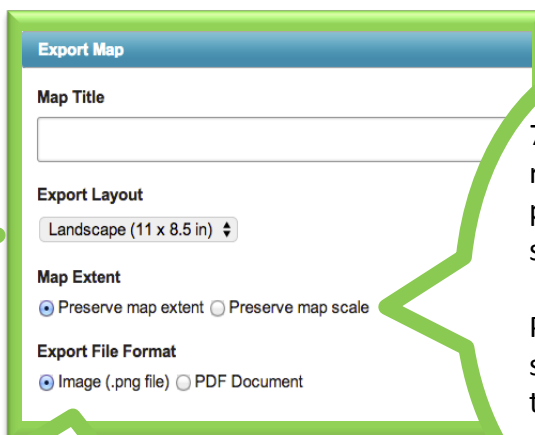 Export Map
Map Title
Export Layout
Landscape (11 x 8.5 in)
Map Extent
Preserve map extent Preserve map scale
Export File Format
Image (.png file) PDF Document